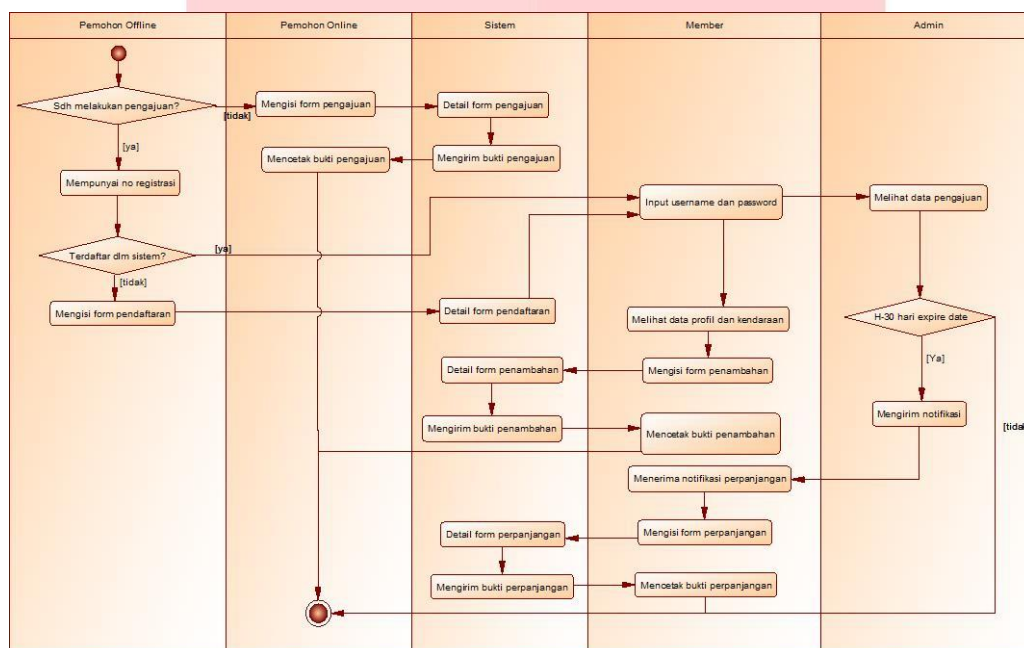 Pemohon Offline
Pemohon Online
Sistem
Member
Admin
Sdh melakukan pengajuan?
[tidak]
Mengisi form pengajuan
Detail form pengajuan
[ya]
Mencetak bukti pengajuan
Mengirim bukti pengajuan
Mempunyai no registrasi
Input username dan password
Melihat data pengajuan
Terdaftar dlm sistem?
[ya]
[tidak]
Mengisi form pendaftaran
Detail form pendaftaran
Melihat data profil dan kendaraan
H-30 hari expire date
[Ya]
Detail form penambahan
Mengisi form penambahan
Mengirim notifikasi
[tidak
Mengirim bukti penambahan
Mencetak bukti penambahan
Menerima notifikasi perpanjangan
Detail form perpanjangan
Mengisi form perpanjangan
Mengirim bukti perpanjangan
Mencetak bukti perpanjangan